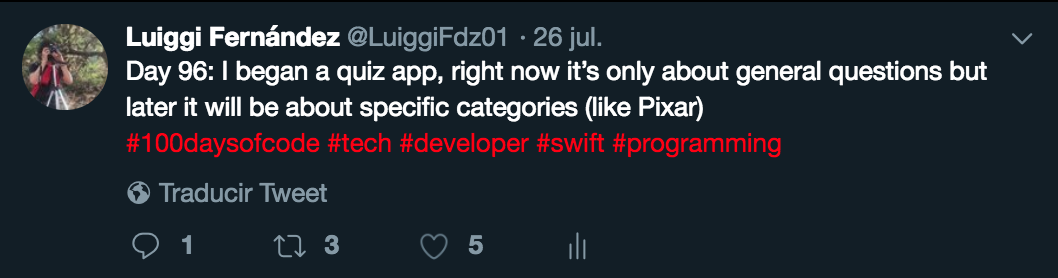 Luiggi Fernández @LuiggiFdz01 · 26 jul.
Day 96: I began a quiz app, right now it's only about general questions but
later it will be about specific categories (like Pixar)
#100daysofcode #tech #developer #swift #programming
Traducir Tweet
1 3 5